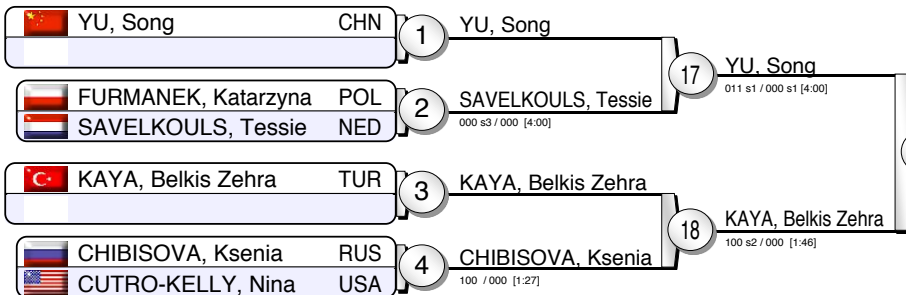 YU, Song CHN
1
YU, Song
FURMANEK, Katarzyna POL
SAVELKOULS, Tessie NED
2
SAVELKOULS, Tessie
000 s3 / 000 [4:00]
17
YU, Song
011 s1 / 000 s1 [4:00]
KAYA, Belkis Zehra TUR
3
KAYA, Belkis Zehra
CHIBISOVA, Ksenia RUS
CUTRO-KELLY, Nina USA
4
CHIBISOVA, Ksenia
100 / 000 [1:27]
18
KAYA, Belkis Zehra
100 s2 / 000 [1:46]